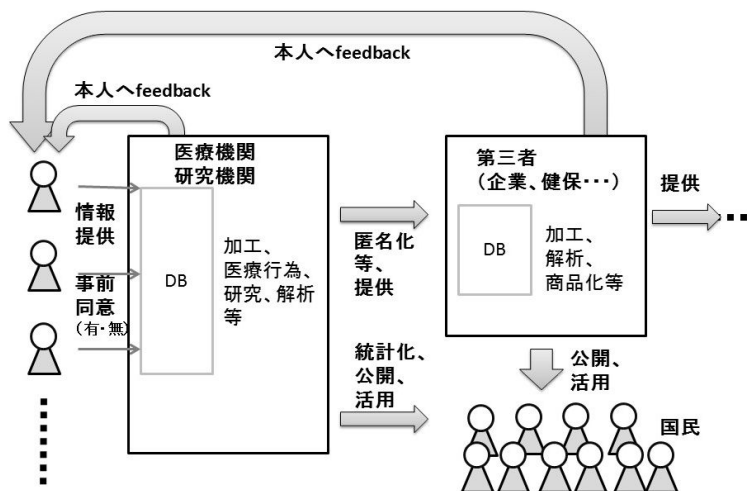 本人へfeedback
本人へfeedback
医療機関
研究機関
情報
提供
事前
同意
(有・無)
DB
加工、
医療行為、
研究、解析
等
匿名化
等、
提供
統計化、
公開、
活用
第三者
(企業、健保・・・)
DB
加工、
解析、
商品化等
提供
公開、
活用
国民